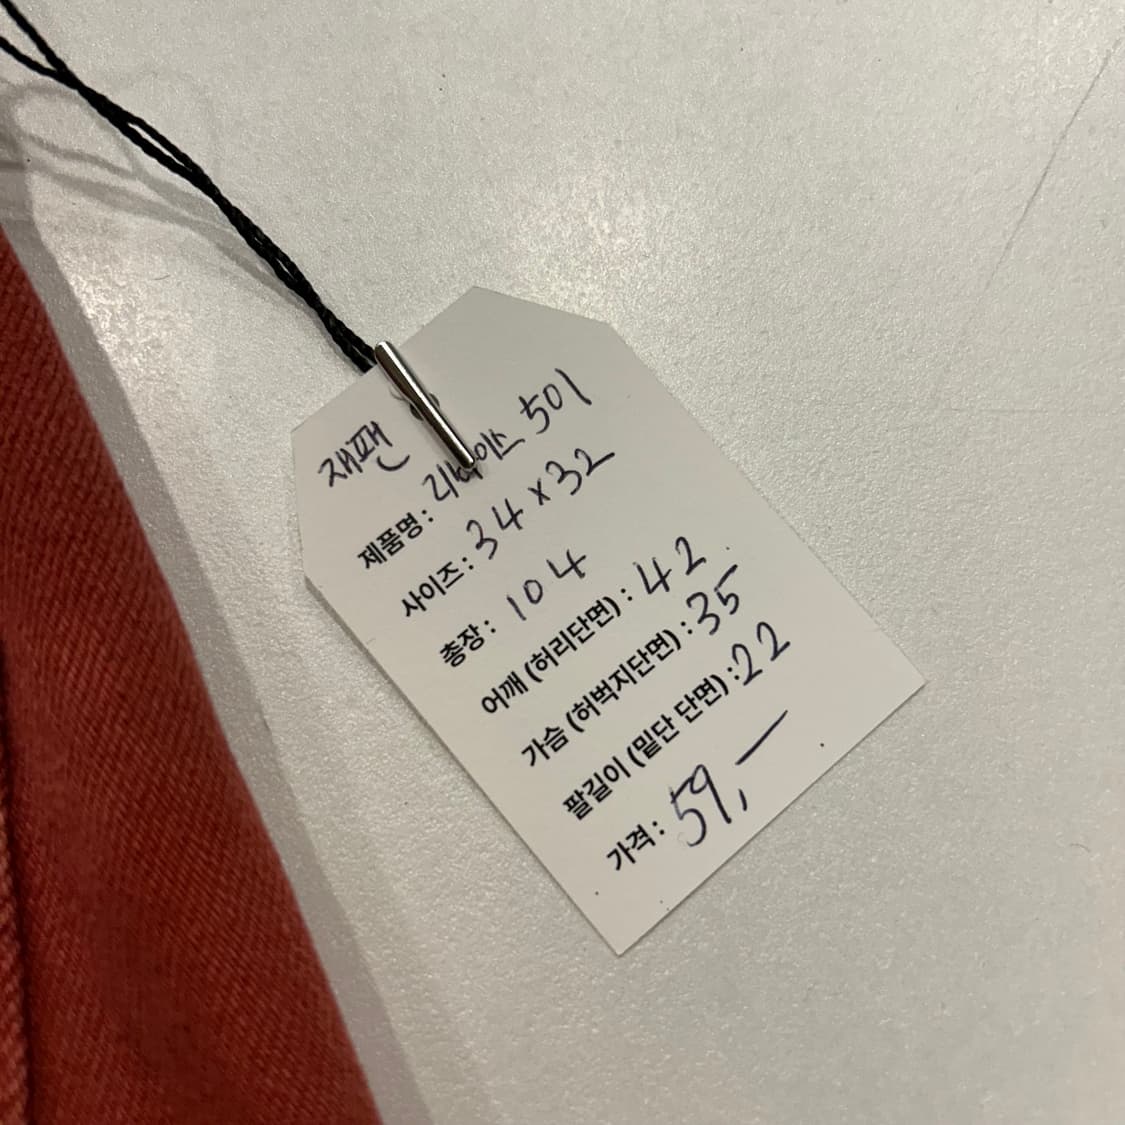 재팬
제품명: 리바이스 501
사이즈: 34 x 32
총장: 104
어깨 (허리단면) : 42
가슴 (허벅지단면) : 35
팔길이 (밑단 단면) : 22
가격: 59,—